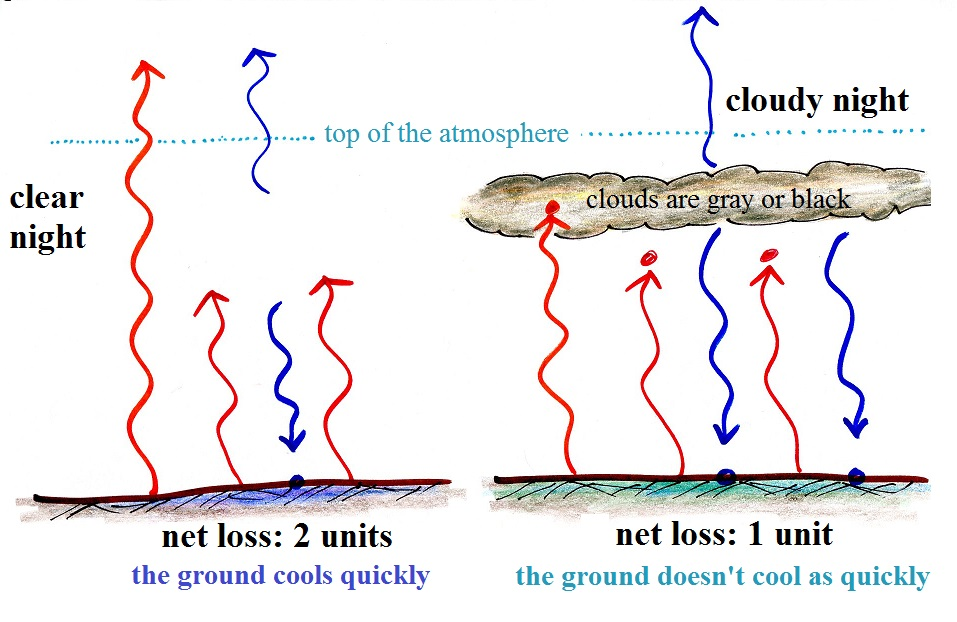 cloudy night
top of the atmosphere
clear
night
clouds are gray or black
net loss: 2 units
the ground cools quickly
net loss: 1 unit
the ground doesn't cool as quickly